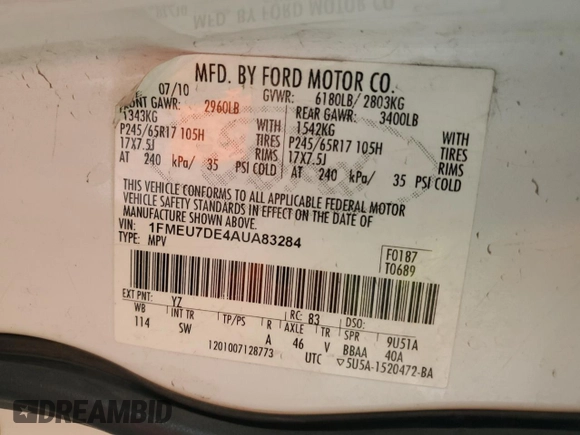 MFD. BY FORD MOTOR CO.
07/10 GVWR: 6180LB/ 2803KG
FRONT GAWR: 2960LB REAR GAWR: 3400LB
1343KG WITH 1542KG WITH
P245/65R17 105H TIRES P245/65R17 105H TIRES
17X7.5J RIMS 17X7.5J RIMS
AT 240 kPa/ 35 PSI COLD AT 240 kPa/ 35 PSI COLD
THIS VEHICLE CONFORMS TO ALL APPLICABLE FEDERAL MOTOR
VEHICLE SAFETY STANDARDS IN EFFECT ON THE DATE OF
MANUFACTURE SHOWN ABOVE.
VIN: 1FMEU7DE4AUA83284
TYPE: MPV
F0187
T0689
EXT PNT: YZ RC: 83 DSO:
WB INT TR TP/PS R AXLE TR SPR 9U51A
114 SW A 46 V BBAA 40A
1201007128773 UTC ▽5U5A-1520472-BA
DREAMBID